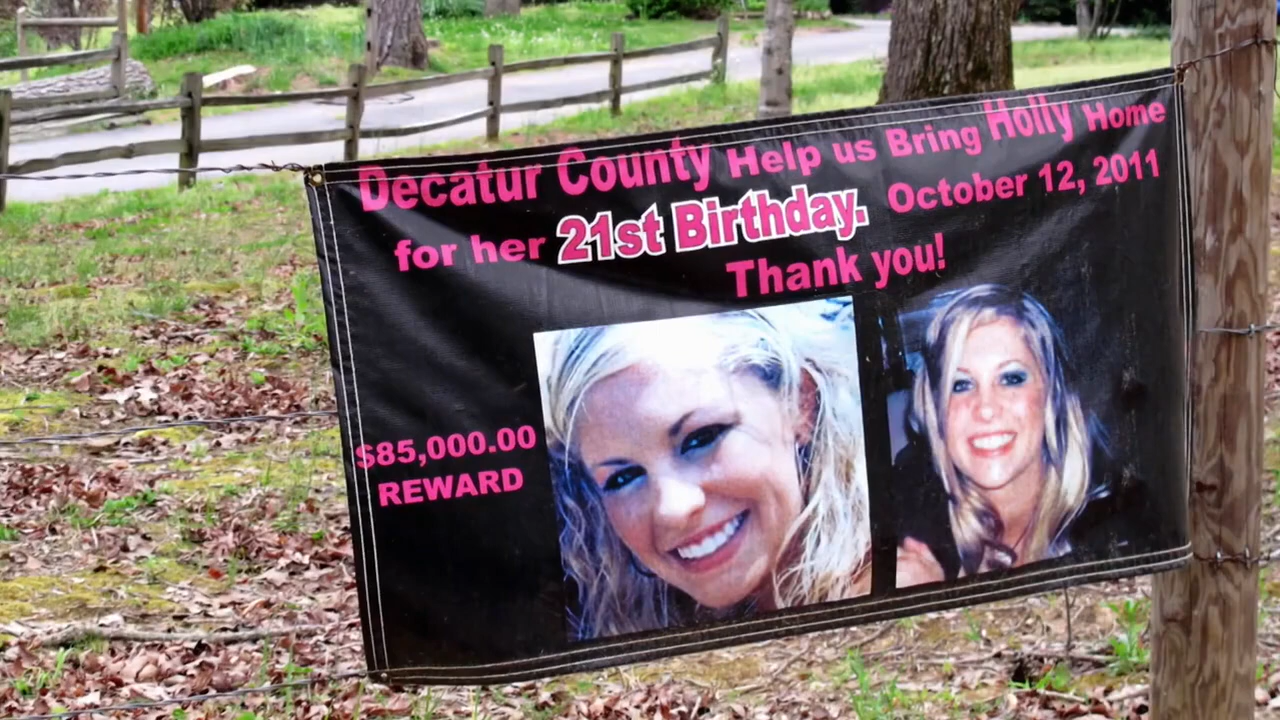 Decatur County Help us Bring Holly Home
for her 21st Birthday. October 12, 2011
Thank you!
$85,000.00
REWARD